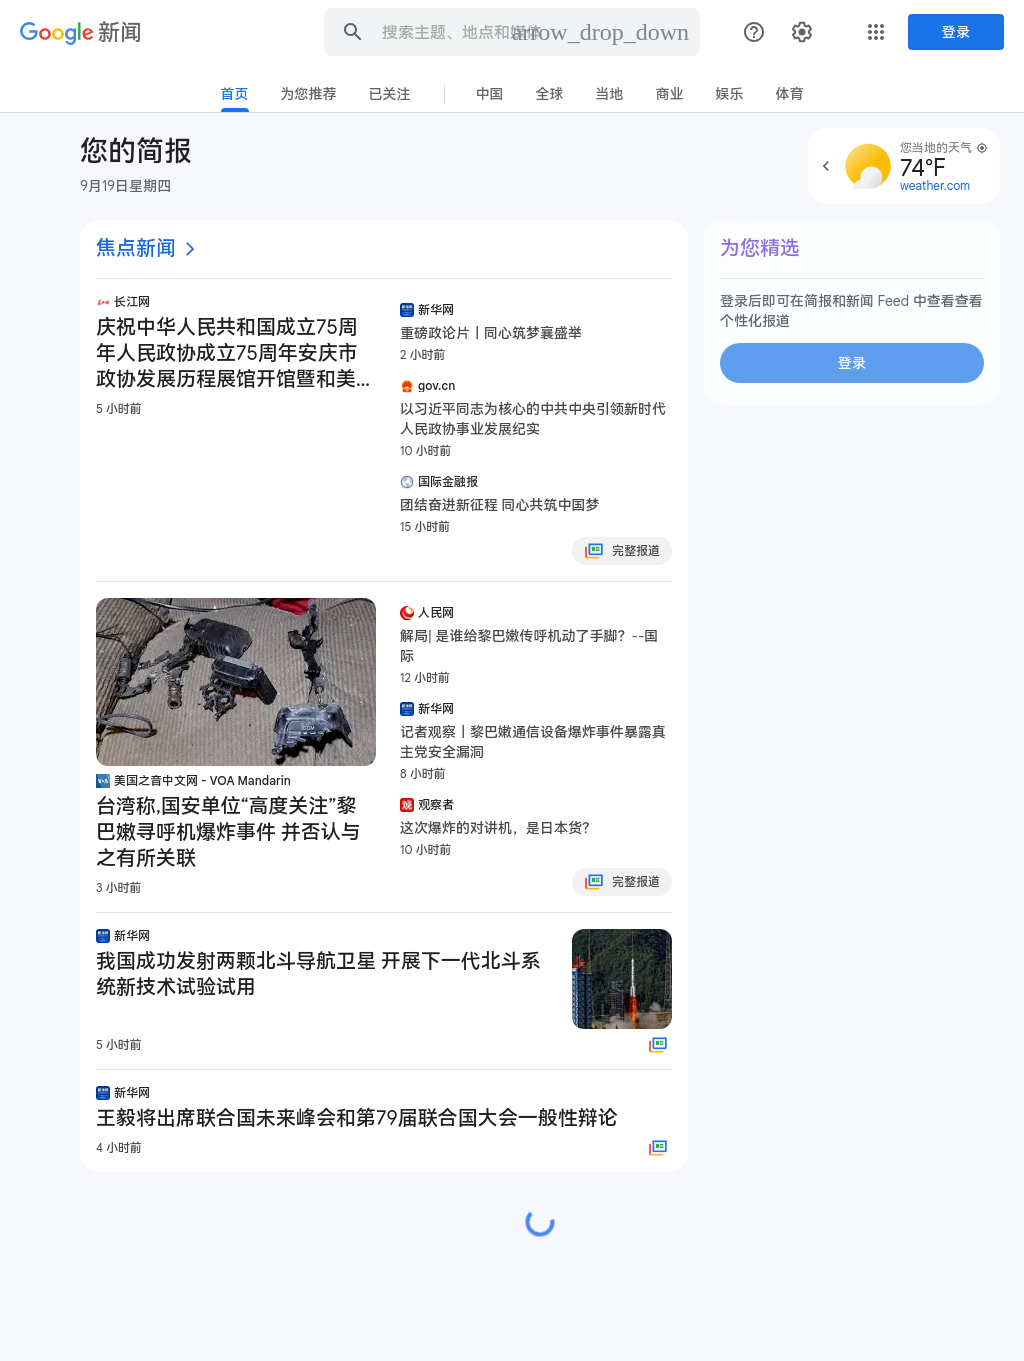 Google 新闻
搜索主题、地点和媒体
arrow_drop_down
登录
首页
为您推荐
已关注
中国
全球
当地
商业
娱乐
体育
您的简报
9月19日星期四
您当地的天气
74°F
weather.com
焦点新闻
长江网
庆祝中华人民共和国成立75周
年人民政协成立75周年安庆市
政协发展历程展馆开馆暨和美...
5 小时前
新华网
重磅政论片丨同心筑梦襄盛举
2 小时前
gov.cn
以习近平同志为核心的中共中央引领新时代
人民政协事业发展纪实
10 小时前
国际金融报
团结奋进新征程 同心共筑中国梦
15 小时前
完整报道
美国之音中文网 - VOA Mandarin
台湾称,国安单位“高度关注”黎
巴嫩寻呼机爆炸事件 并否认与
之有所关联
3 小时前
人民网
解局| 是谁给黎巴嫩传呼机动了手脚？--国
际
12 小时前
新华网
记者观察丨黎巴嫩通信设备爆炸事件暴露真
主党安全漏洞
8 小时前
观察者
这次爆炸的对讲机，是日本货？
10 小时前
完整报道
新华网
我国成功发射两颗北斗导航卫星 开展下一代北斗系
统新技术试验试用
5 小时前
新华网
王毅将出席联合国未来峰会和第79届联合国大会一般性辩论
4 小时前
为您精选
登录后即可在简报和新闻 Feed 中查看查看
个性化报道
登录